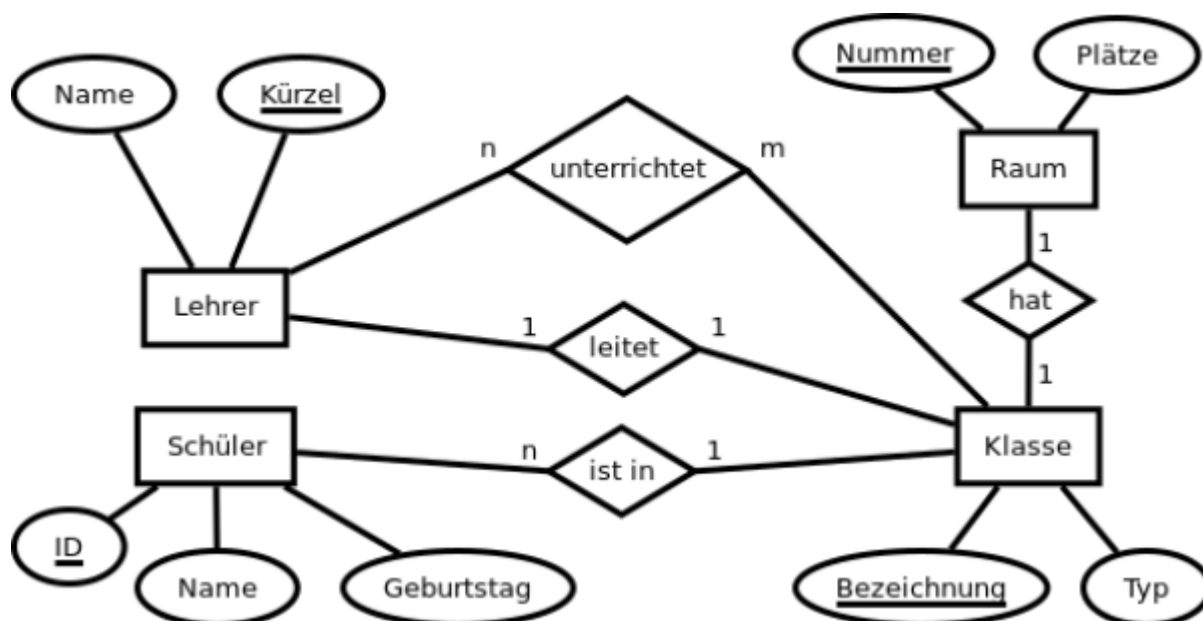 Nummer
Plätze
Name
Kürzel
n
unterrichtet
m
Raum
1
Lehrer
hat
1
leitet
1
1
Schüler
n
ist in
1
Klasse
ID
Name
Geburtstag
Bezeichnung
Typ